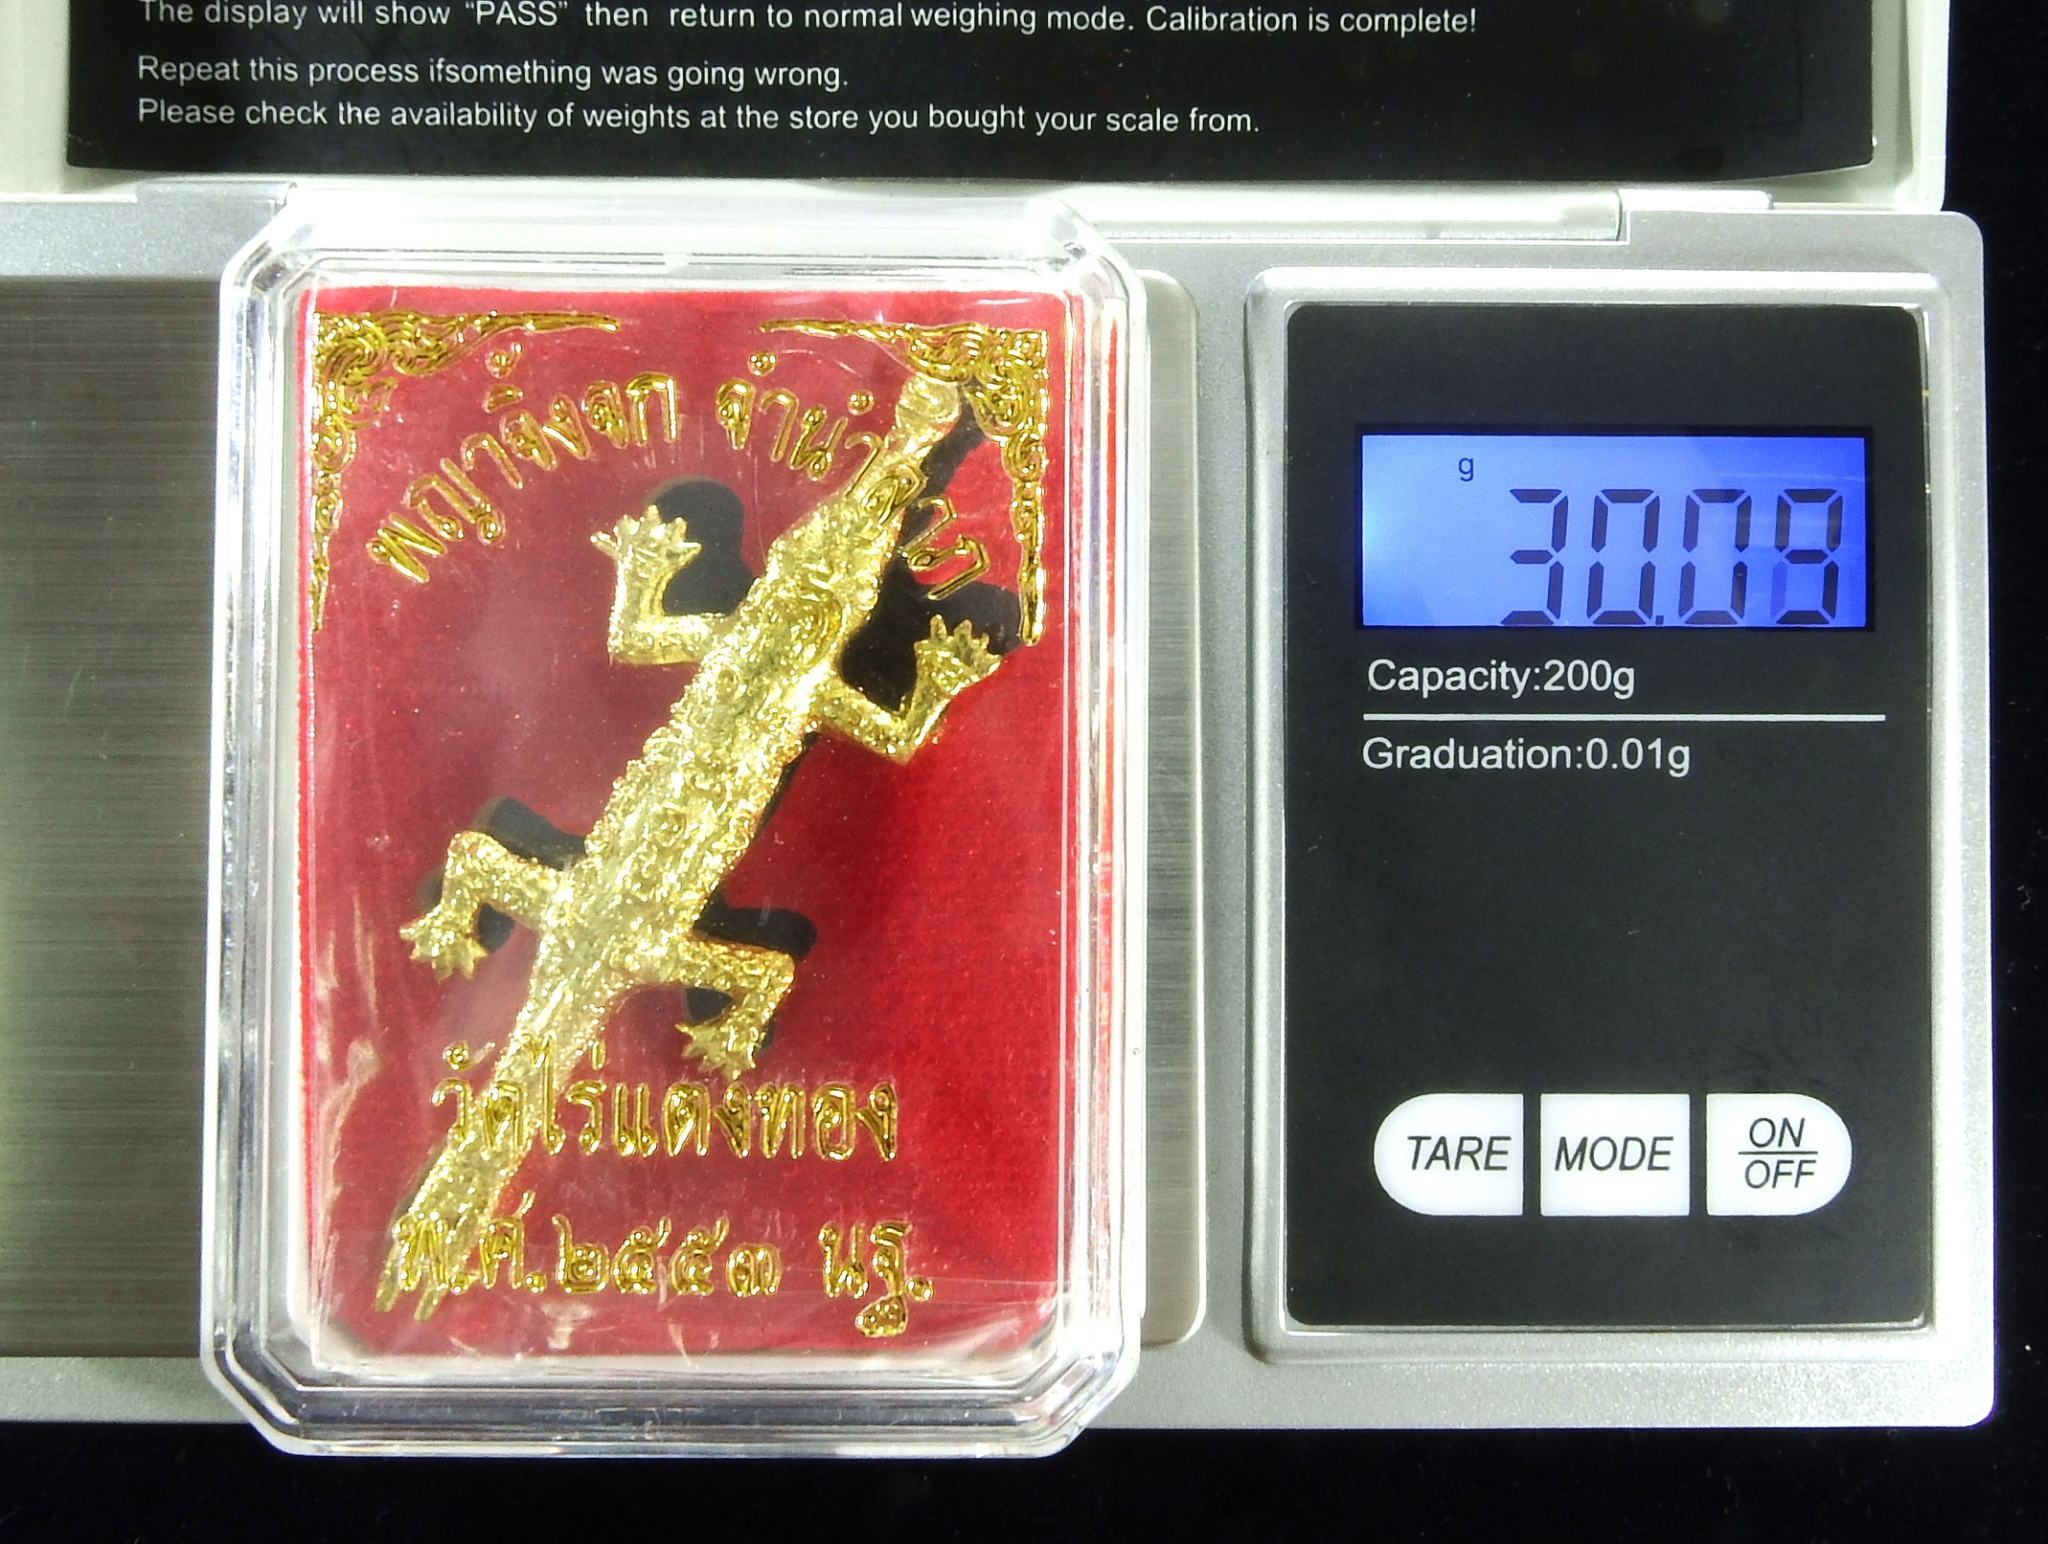 The display will show “PASS” then return to normal weighing mode. Calibration is complete!
Repeat this process ifsomething was going wrong.
Please check the availability of weights at the store you bought your scale from.
พญาจิ้งจก จำนำ
วัดไร่แตงทอง
พ.ศ.๒๕๕๓ นฐ.
g
30.09
Capacity:200g
Graduation:0.01g
TARE
MODE
ON
OFF